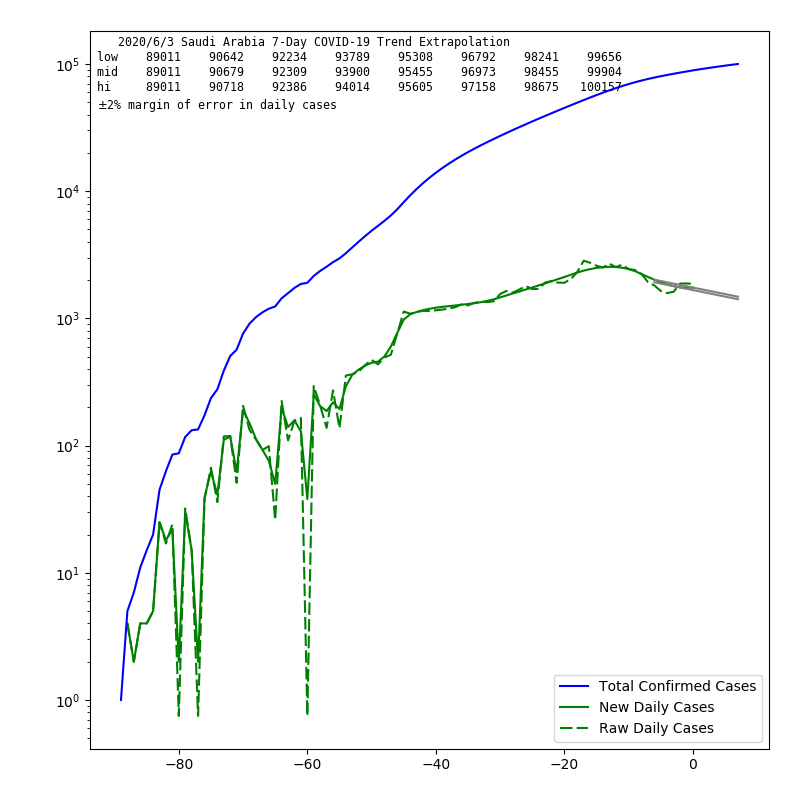 2020/6/3 Saudi Arabia 7-Day COVID-19 Trend Extrapolation
low 89011 90642 92234 93789 95308 96792 98241 99656
mid 89011 90679 92309 93900 95455 96973 98455 99904
hi 89011 90718 92386 94014 95605 97158 98675 100157
±2% margin of error in daily cases
10^5
10^4
10^3
10^2
10^1
10^0
Total Confirmed Cases
New Daily Cases
Raw Daily Cases
−80 −60 −40 −20 0